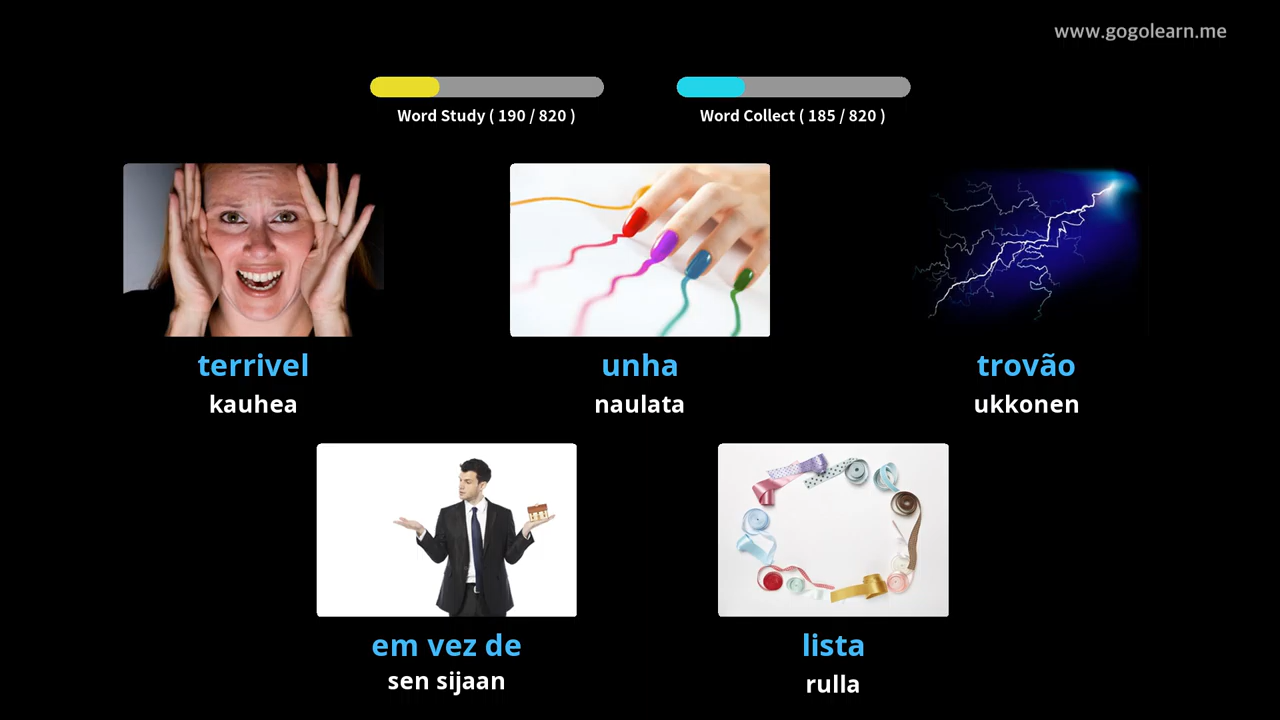 www.gogolearn.me
Word Study ( 190 / 820 )
Word Collect ( 185 / 820 )
terrivel
kauhea
unha
naulata
trovão
ukkonen
em vez de
sen sijaan
lista
rulla